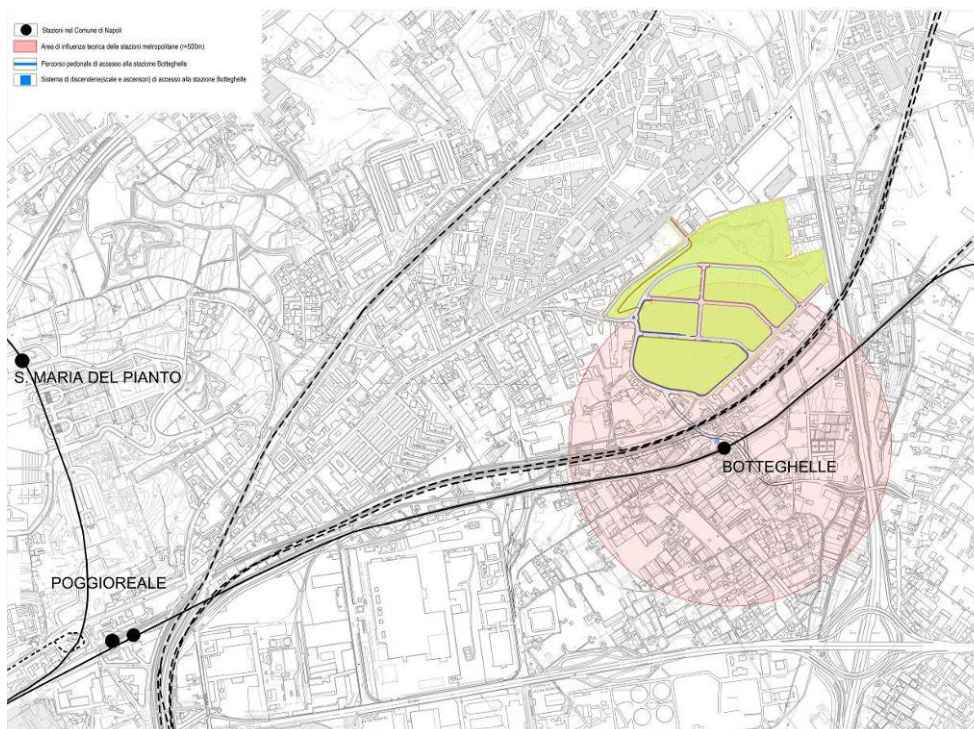 Stazioni nel Comune di Napoli
Area di influenza teorica delle stazioni metropolitane (r=500m)
Percorso pedonale di accesso alla stazione Botteghelle
Sistema di discenderie(scale e ascensori) di accesso alla stazione Botteghelle
S. MARIA DEL PIANTO
BOTTEGHELLE
POGGIOREALE